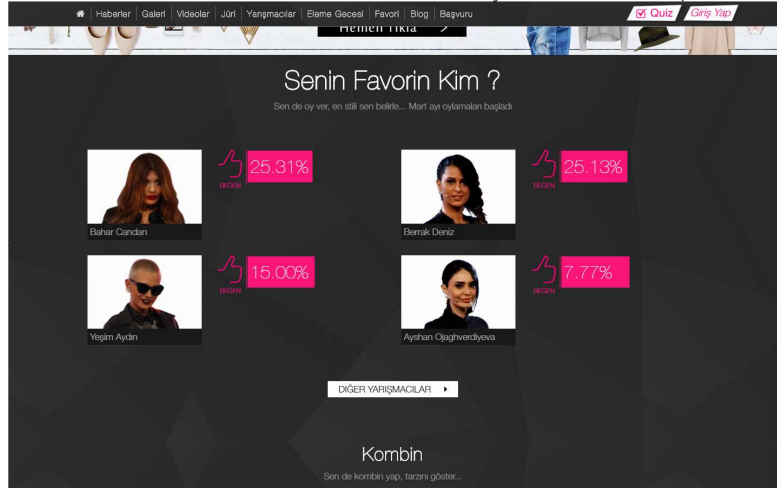 Haberler Galeri Videolar Jüri Yarışmacılar Eleme Gecesi Favori Blog Başvuru Quiz Giriş Yap
Hemen Tıkla >
Senin Favorin Kim ?
Sen de oy ver, en stili sen belirle... Mart ayı oylamaları başladı
BEĞEN 25.31%
Bahar Candan
BEĞEN 25.13%
Berrak Deniz
BEĞEN 15.00%
Yeşim Aydın
BEĞEN 7.77%
Ayshan Ojaghverdiyeva
DİĞER YARIŞMACILAR
Kombin
Sen de kombin yap, tarzını göster...